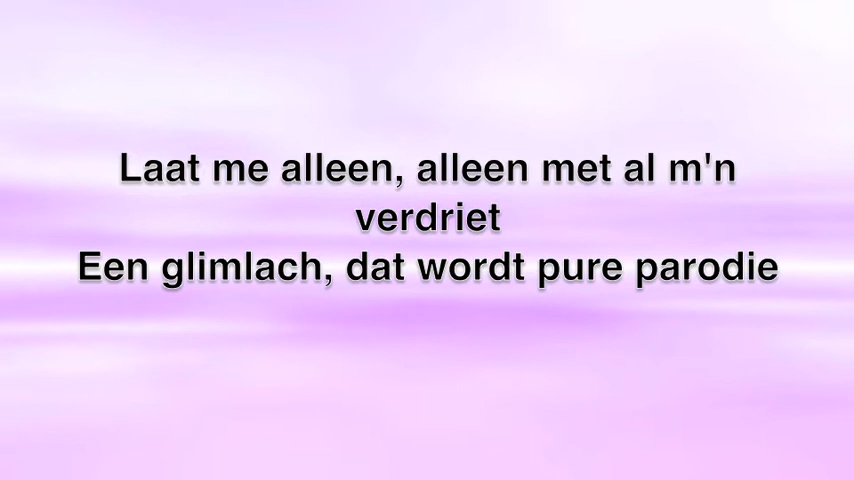 Laat me alleen, alleen met al m'n
verdriet
Een glimlach, dat wordt pure parodie